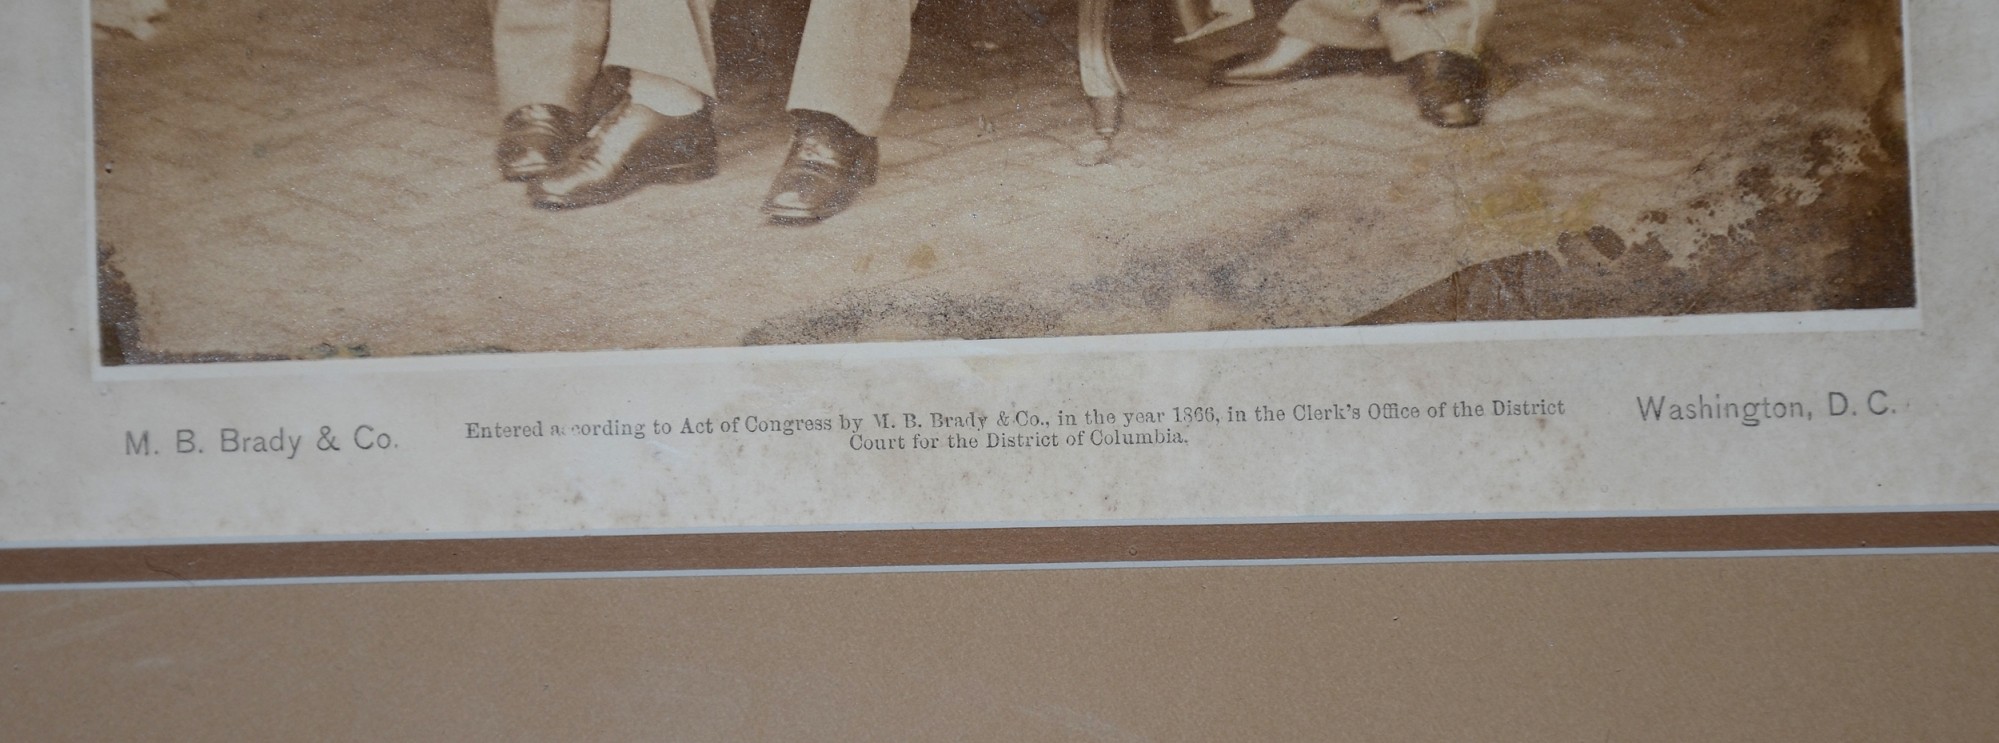 M. B. Brady & Co.
Entered according to Act of Congress by M. B. Brady & Co., in the year 1866, in the Clerk's Office of the District
Court for the District of Columbia.
Washington, D. C.